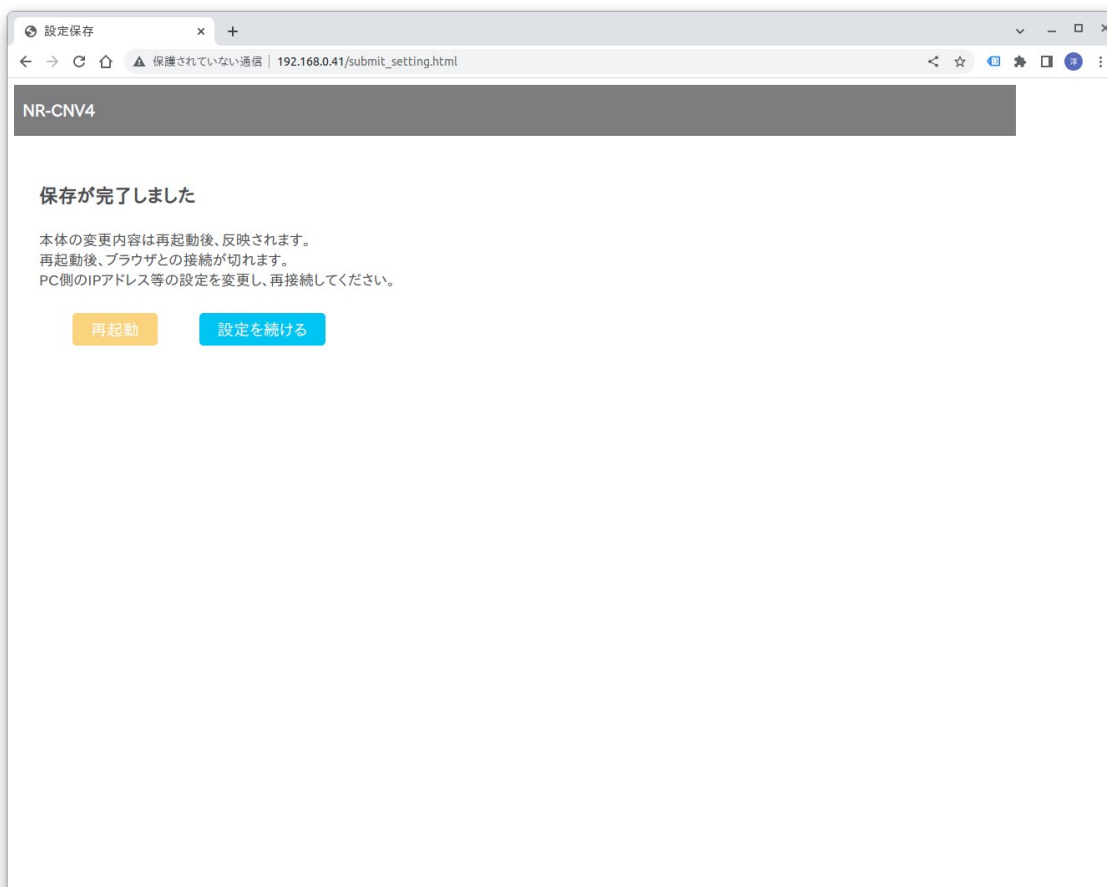 設定保存
保護されていない通信 | 192.168.0.41/submit_setting.html
NR-CNV4
保存が完了しました
本体の変更内容は再起動後、反映されます。
再起動後、ブラウザとの接続が切れます。
PC側のIPアドレス等の設定を変更し、再接続してください。
再起動 設定を続ける